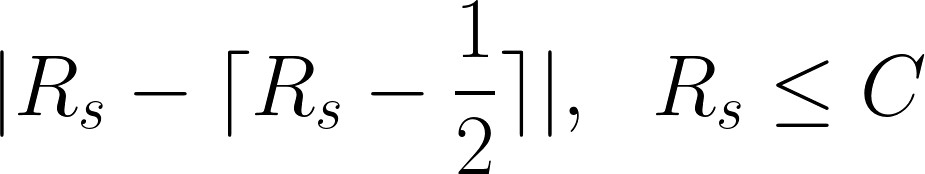 |R_s − ⌈R_s − 1/2⌉|, R_s ≤ C